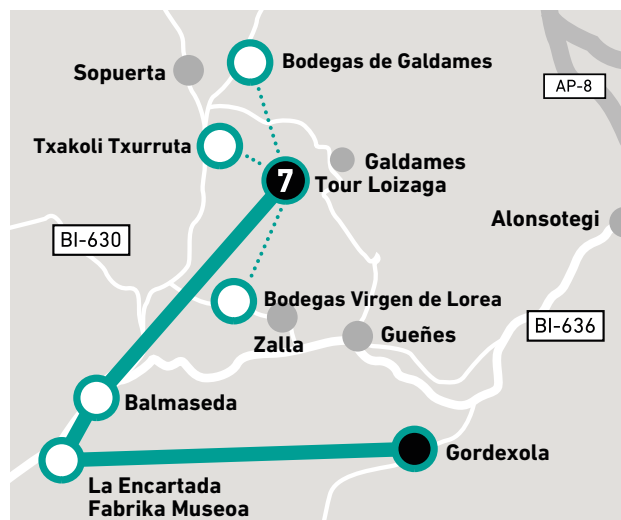 Bodegas de Galdames
Sopuerta
AP-8
Txakoli Txurruta
Galdames
7
Tour Loizaga
Alonsotegi
BI-630
Bodegas Virgen de Lorea
BI-636
Gueñes
Zalla
Balmaseda
Gordexola
La Encartada
Fabrika Museoa